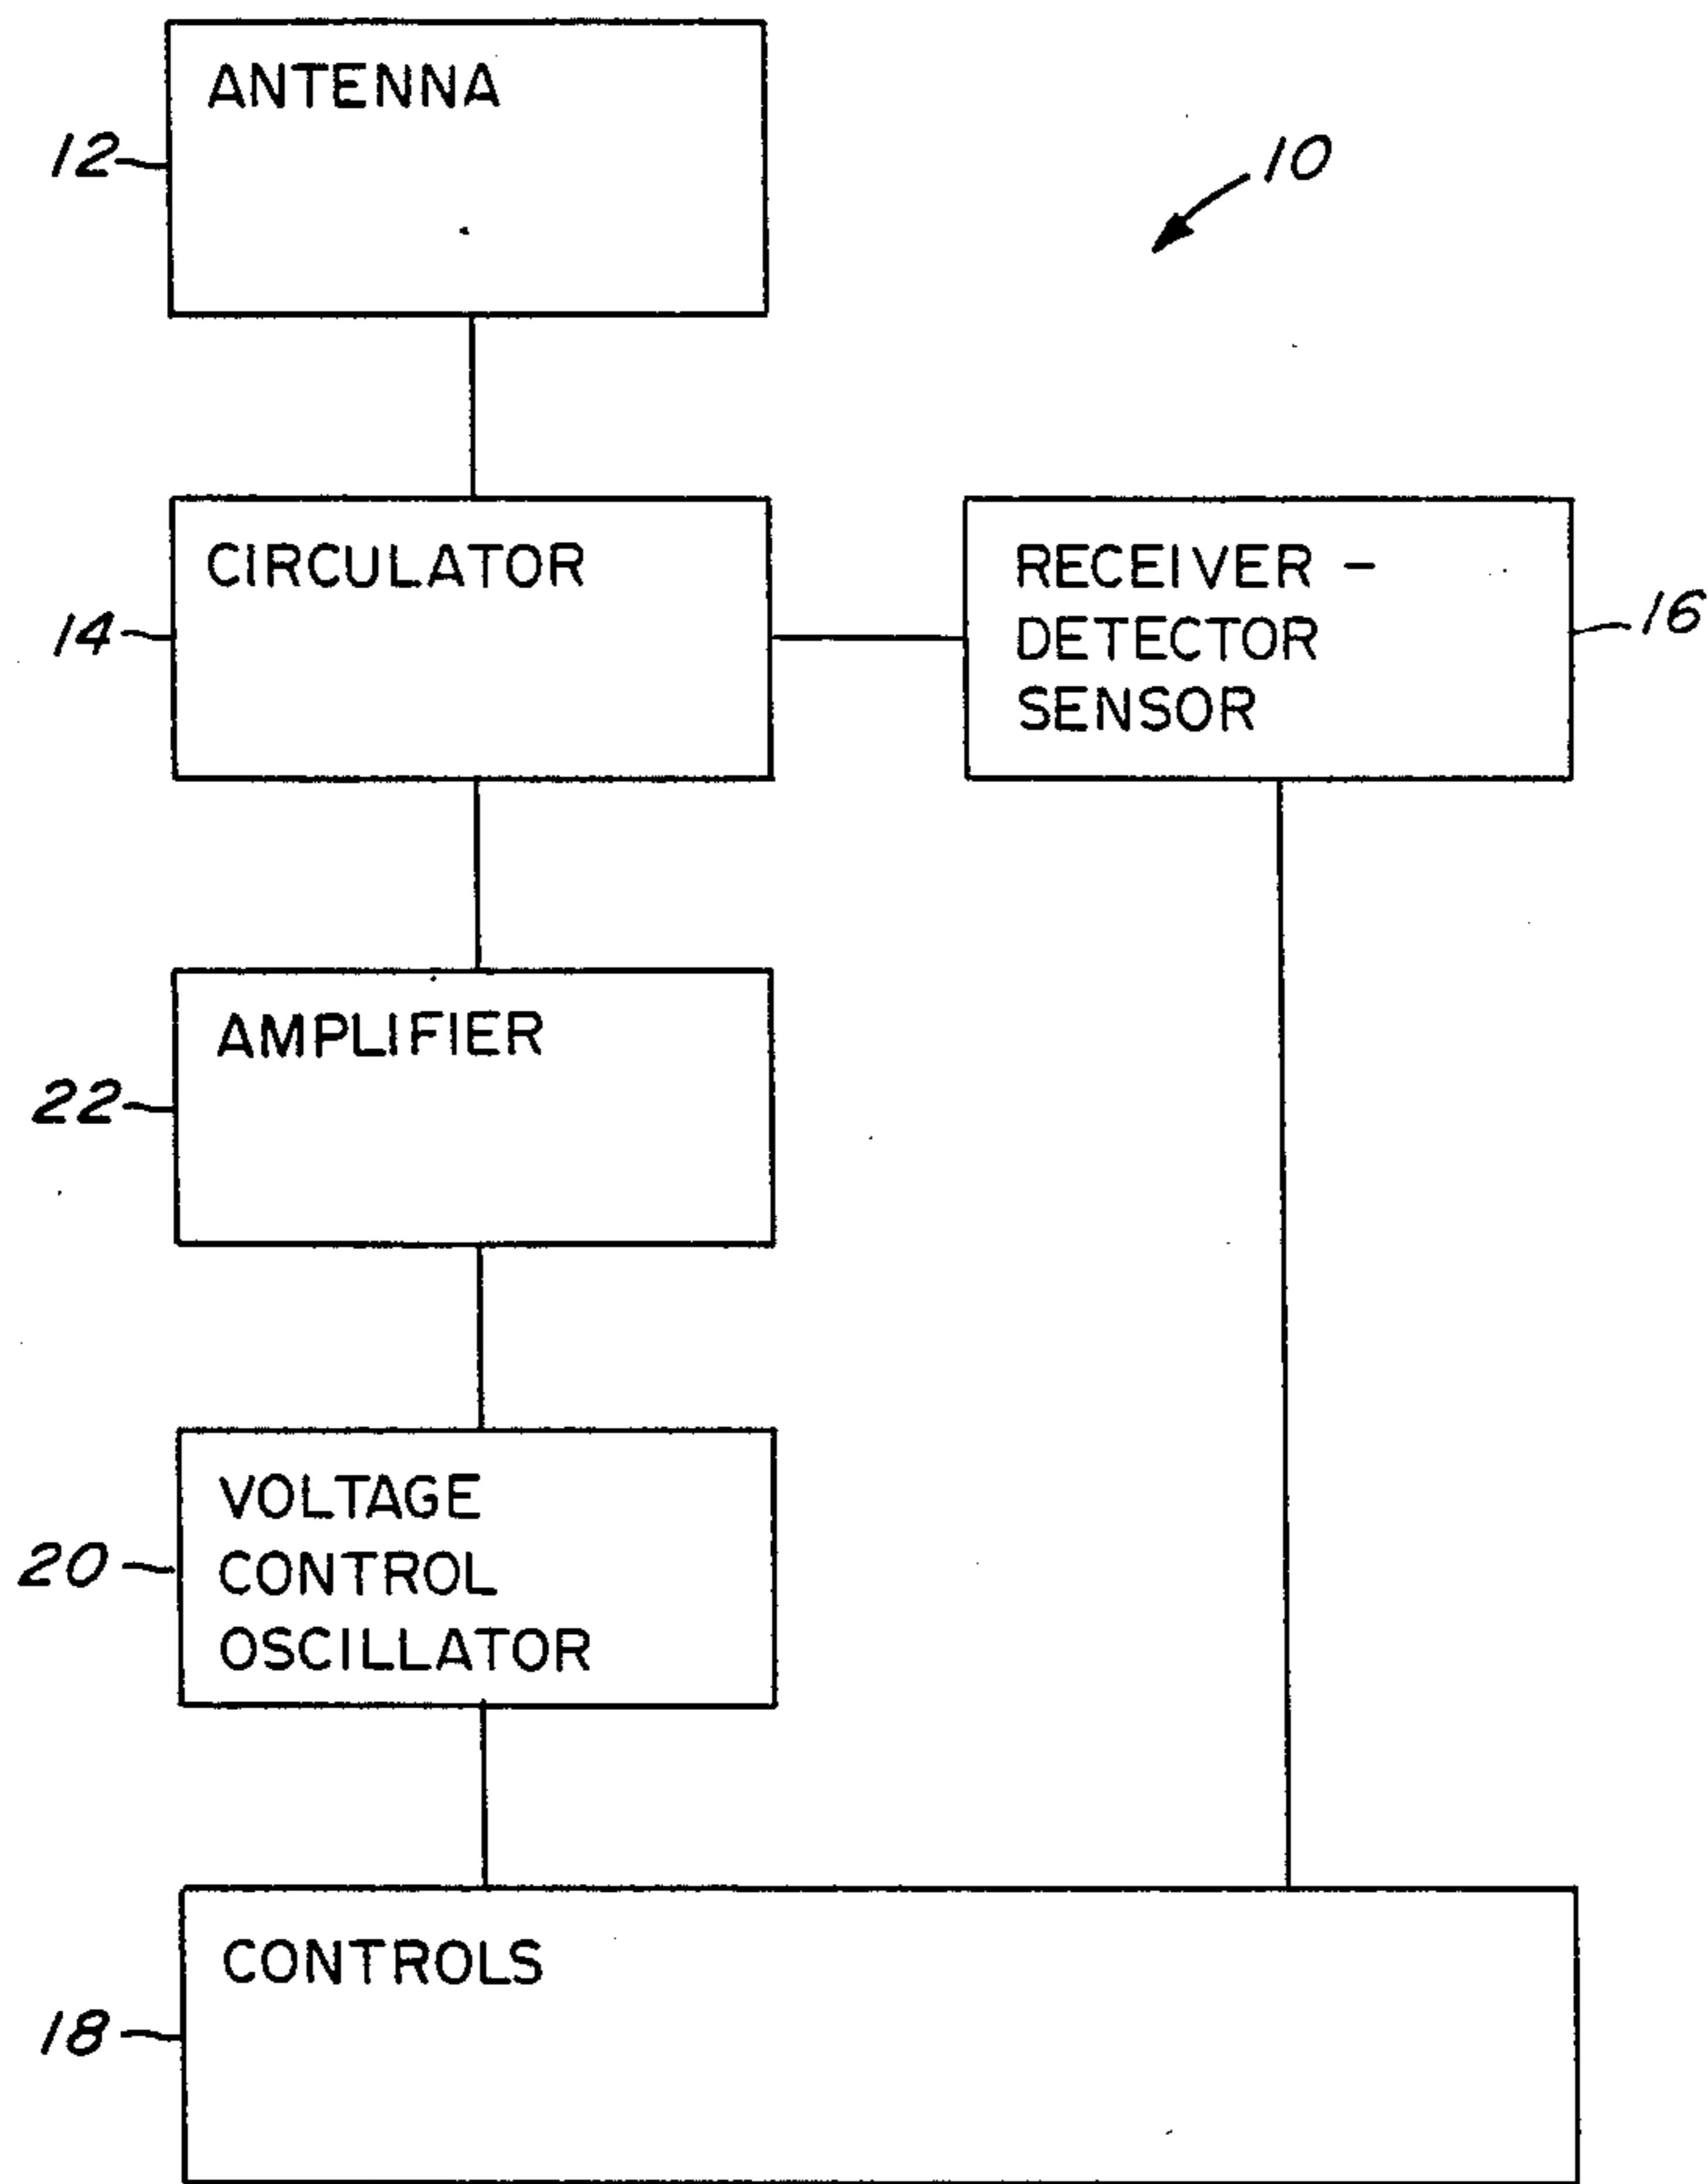 ANTENNA
12
10
CIRCULATOR
14
RECEIVER –
DETECTOR
SENSOR
16
AMPLIFIER
22
VOLTAGE
CONTROL
OSCILLATOR
20
CONTROLS
18